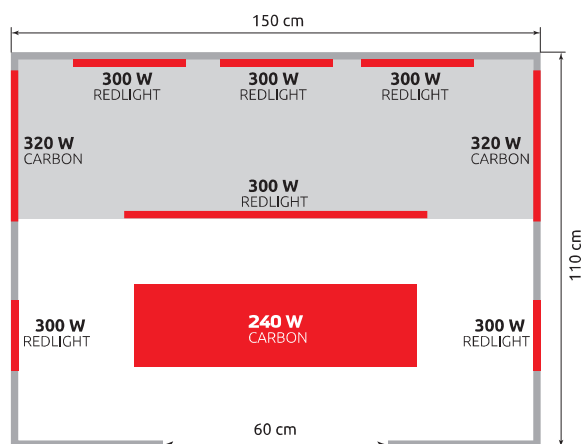 150 cm
300 W
REDLIGHT
300 W
REDLIGHT
300 W
REDLIGHT
320 W
CARBON
320 W
CARBON
300 W
REDLIGHT
110 cm
300 W
REDLIGHT
240 W
CARBON
300 W
REDLIGHT
60 cm